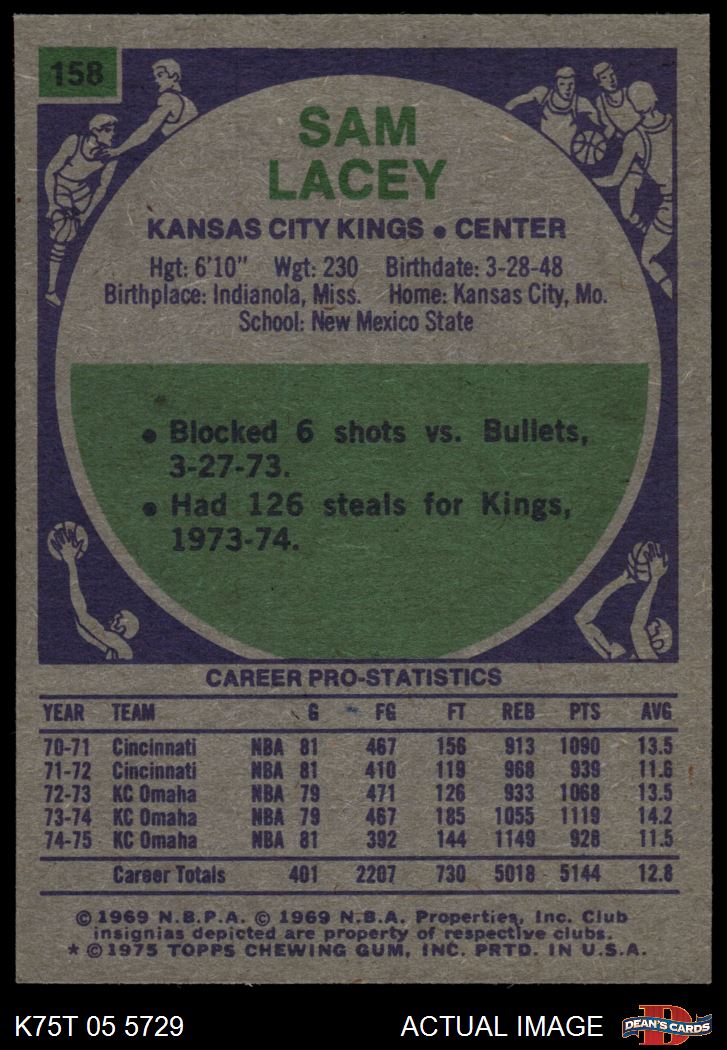 158
SAM
LACEY
KANSAS CITY KINGS • CENTER
Hgt: 6'10" Wgt: 230 Birthdate: 3-28-48
Birthplace: Indianola, Miss. Home: Kansas City, Mo.
School: New Mexico State
• Blocked 6 shots vs. Bullets,
3-27-73.
• Had 126 steals for Kings,
1973-74.
CAREER PRO-STATISTICS
YEAR TEAM G FG FT REB PTS AVG
70-71 Cincinnati NBA 81 467 156 913 1090 13.5
71-72 Cincinnati NBA 81 410 119 968 939 11.6
72-73 KC Omaha NBA 79 471 126 933 1068 13.5
73-74 KC Omaha NBA 79 467 185 1055 1119 14.2
74-75 KC Omaha NBA 81 392 144 1149 928 11.5
Career Totals 401 2207 730 5018 5144 12.8
© 1969 N.B.P.A. © 1969 N.B.A. Properties, Inc. Club
insignias depicted are property of respective clubs.
* © 1975 TOPPS CHEWING GUM, INC. PRTD. IN U.S.A.
K75T 05 5729
ACTUAL IMAGE
D
DEAN'S CARDS